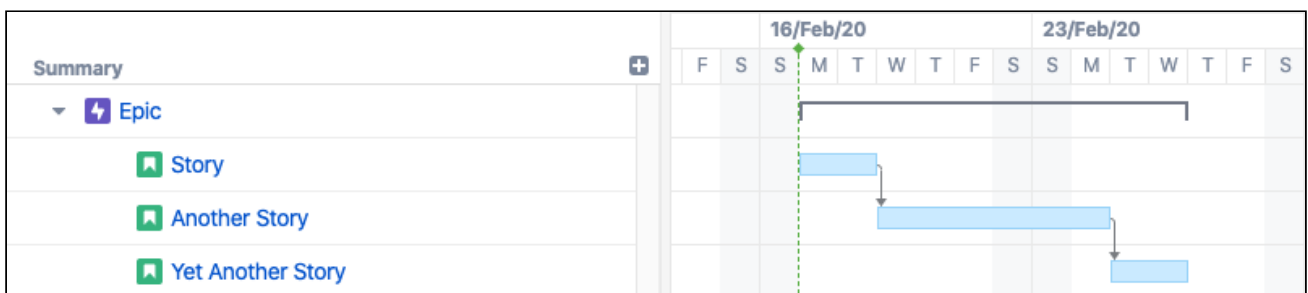 16/Feb/20 23/Feb/20
Summary F S S M T W T F S S M T W T F S
Epic
Story
Another Story
Yet Another Story